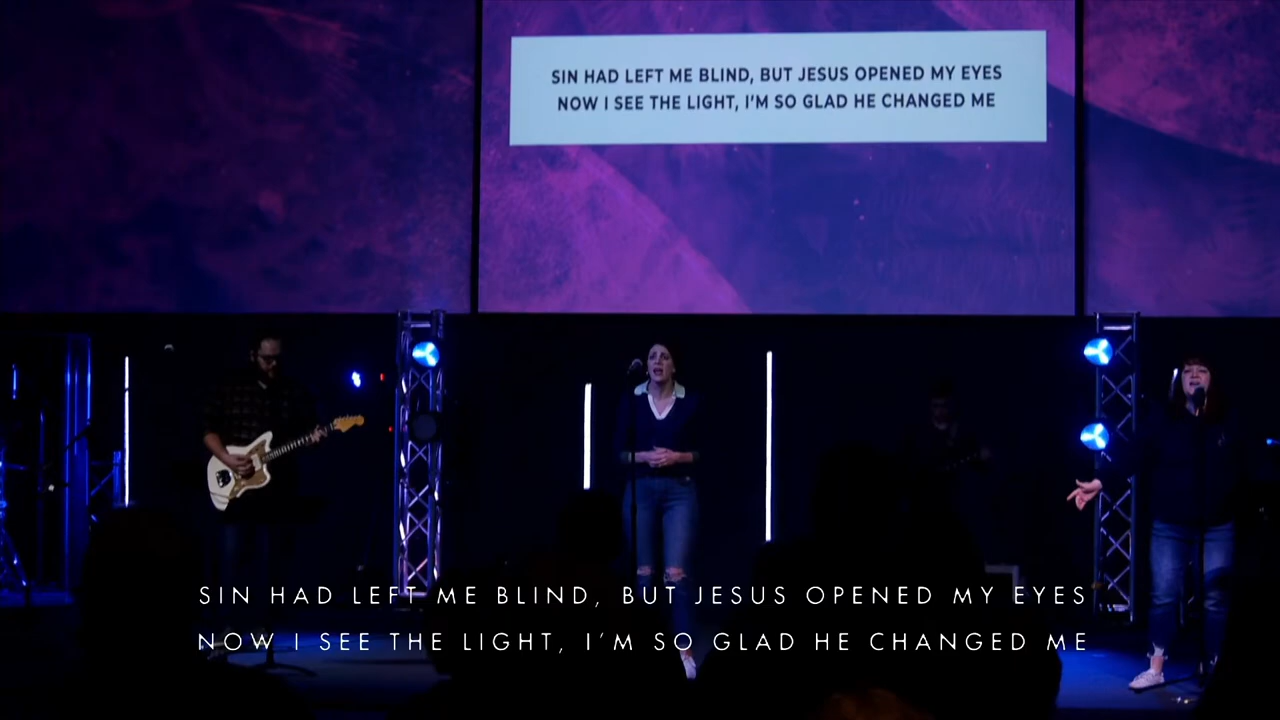 SIN HAD LEFT ME BLIND, BUT JESUS OPENED MY EYES
NOW I SEE THE LIGHT, I'M SO GLAD HE CHANGED ME
SIN HAD LEFT ME BLIND, BUT JESUS OPENED MY EYES
NOW I SEE THE LIGHT, I'M SO GLAD HE CHANGED ME